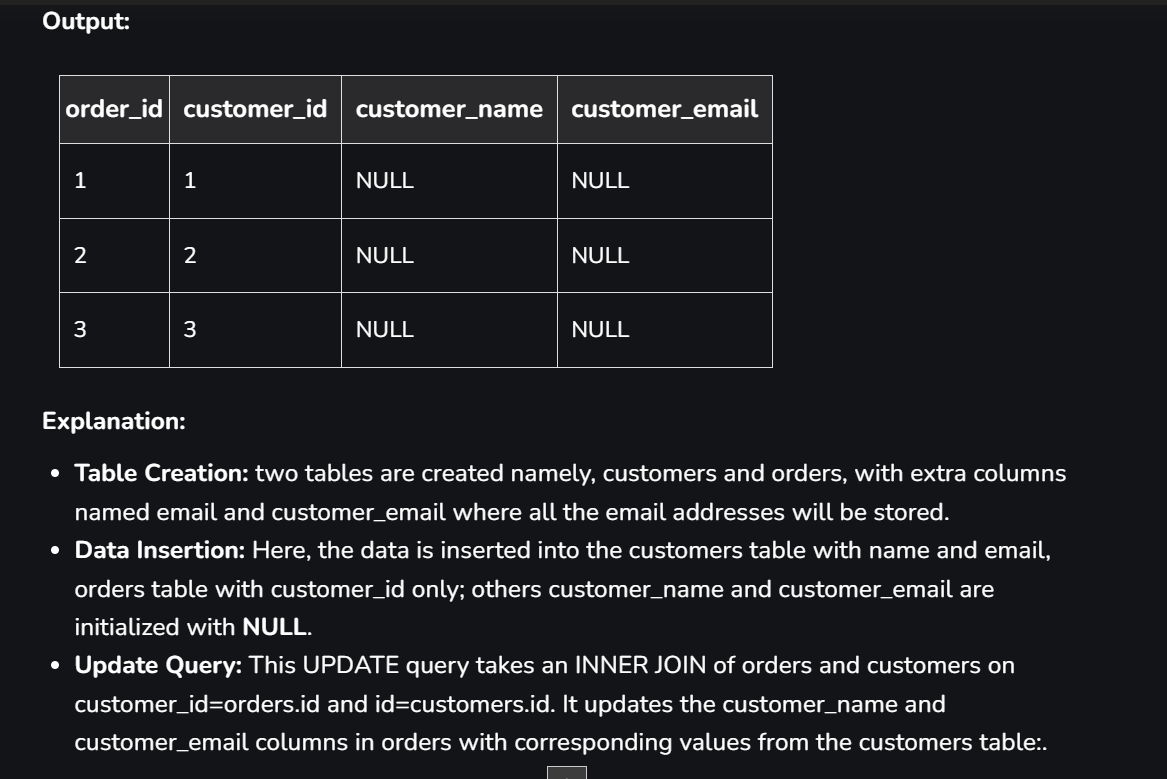 Output:
order_id customer_id customer_name customer_email
1 1 NULL NULL
2 2 NULL NULL
3 3 NULL NULL
Explanation:
• Table Creation: two tables are created namely, customers and orders, with extra columns
named email and customer_email where all the email addresses will be stored.
• Data Insertion: Here, the data is inserted into the customers table with name and email,
orders table with customer_id only; others customer_name and customer_email are
initialized with NULL.
• Update Query: This UPDATE query takes an INNER JOIN of orders and customers on
customer_id=orders.id and id=customers.id. It updates the customer_name and
customer_email columns in orders with corresponding values from the customers table:.